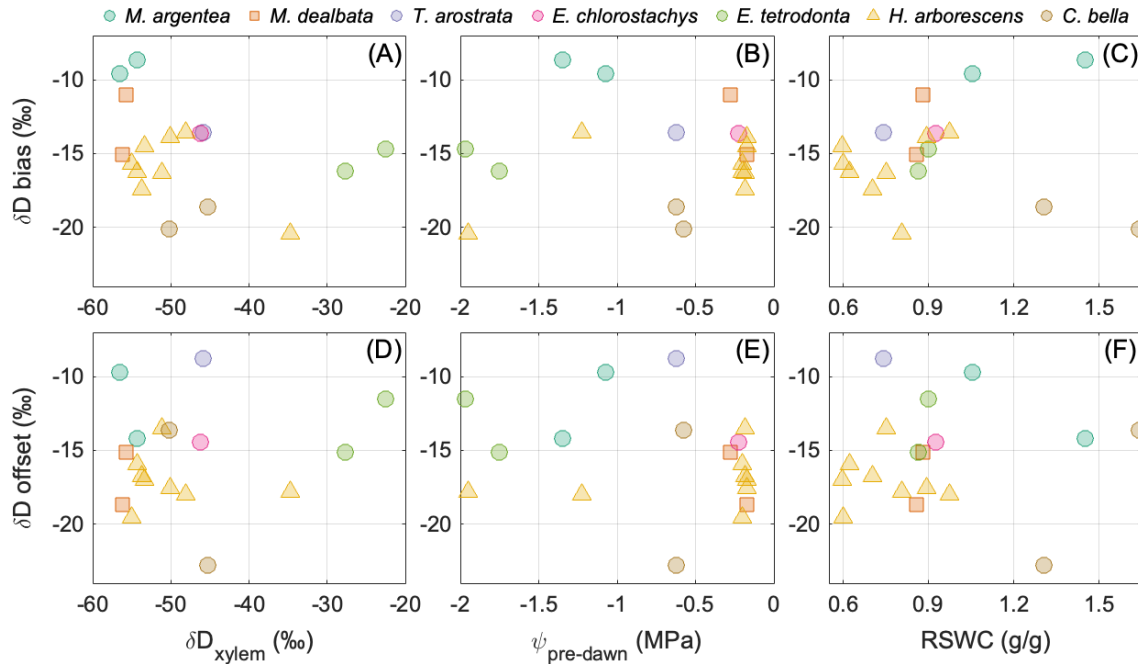 M. argentea M. dealbata T. arostrata E. chlorostachys E. tetrodonta H. arborescens C. bella
(A) (B) (C)
δD bias (‰)
-10
-15
-20
-60 -50 -40 -30 -20
-2 -1.5 -1 -0.5 0
0.6 0.9 1.2 1.5
(D) (E) (F)
δD offset (‰)
-10
-15
-20
-60 -50 -40 -30 -20
-2 -1.5 -1 -0.5 0
0.6 0.9 1.2 1.5
δD xylem (‰)
ψ pre-dawn (MPa)
RSWC (g/g)